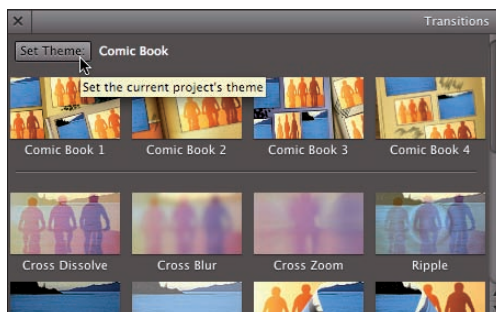 Transitions
Set Theme: Comic Book
Set the current project's theme
Comic Book 1 Comic Book 2 Comic Book 3 Comic Book 4
Cross Dissolve Cross Blur Cross Zoom Ripple